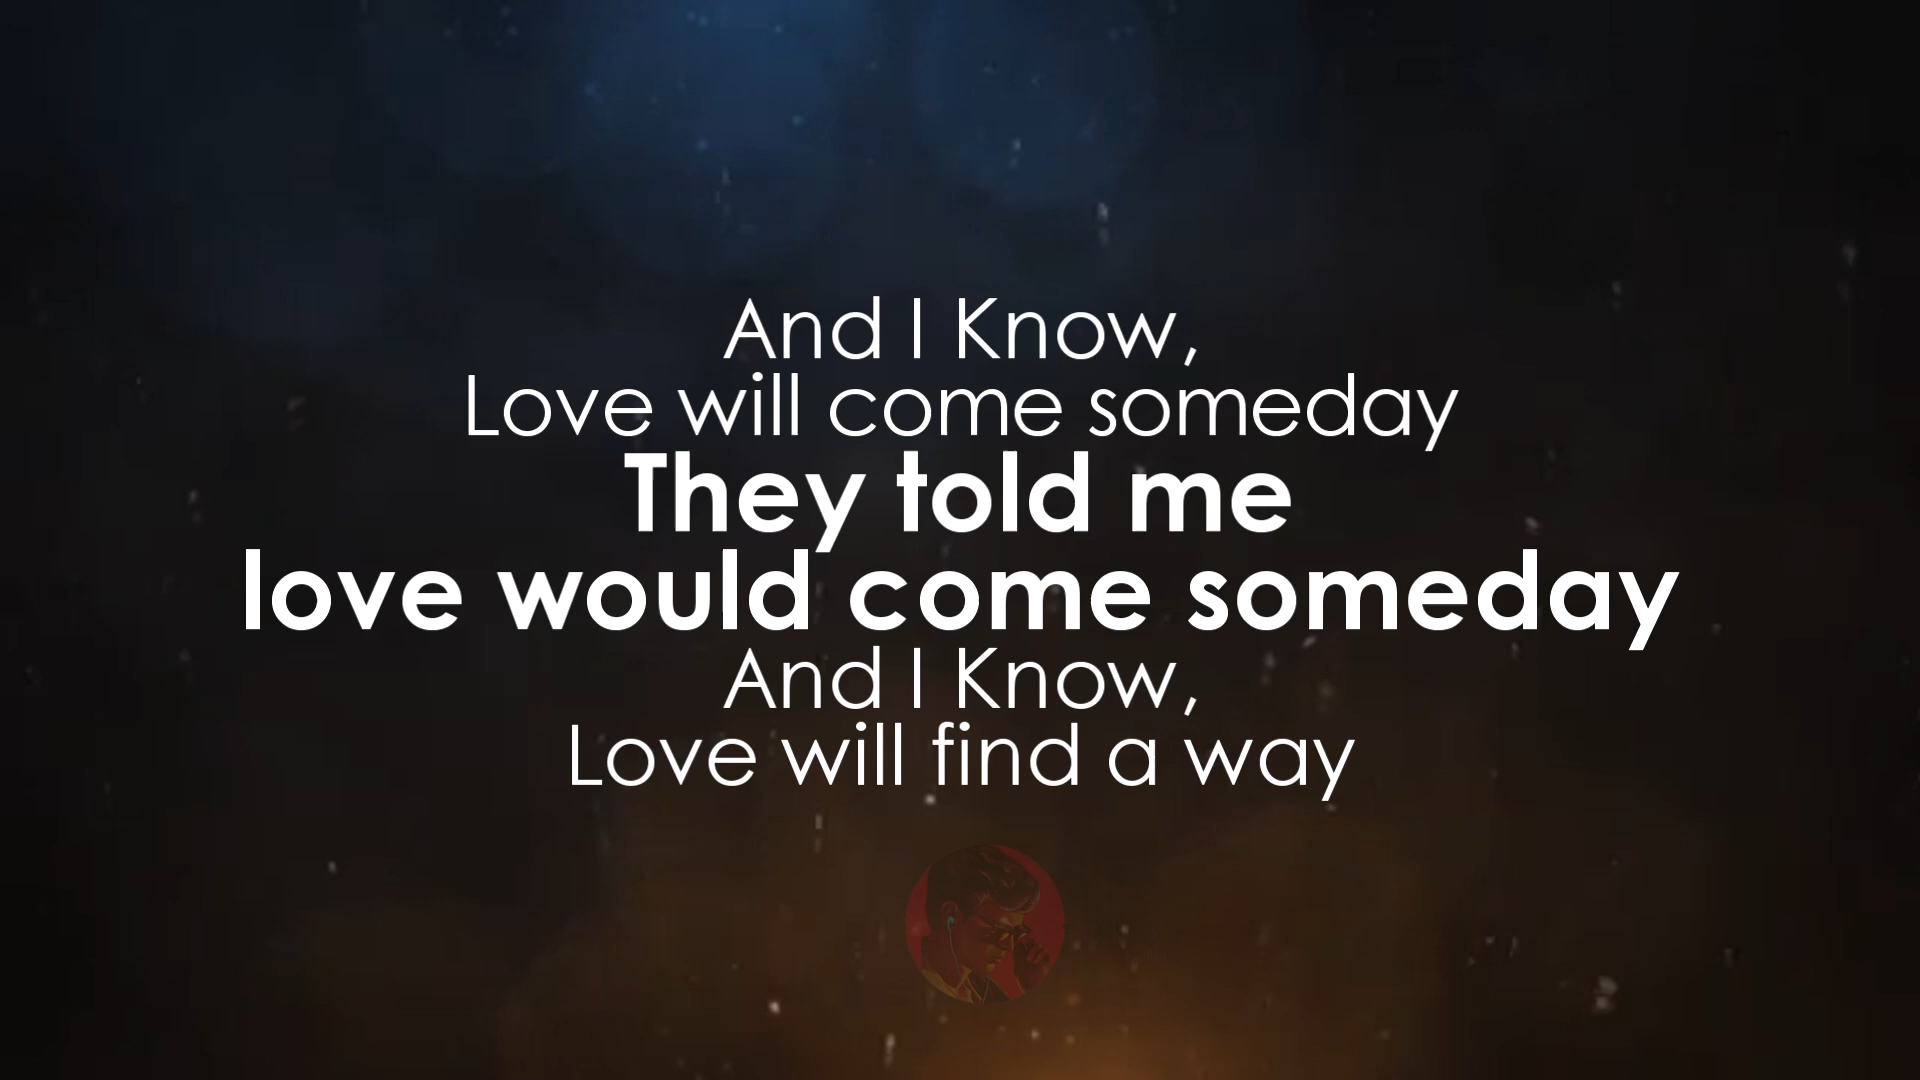 And I Know,
Love will come someday
They told me
love would come someday
And I Know,
Love will find a way